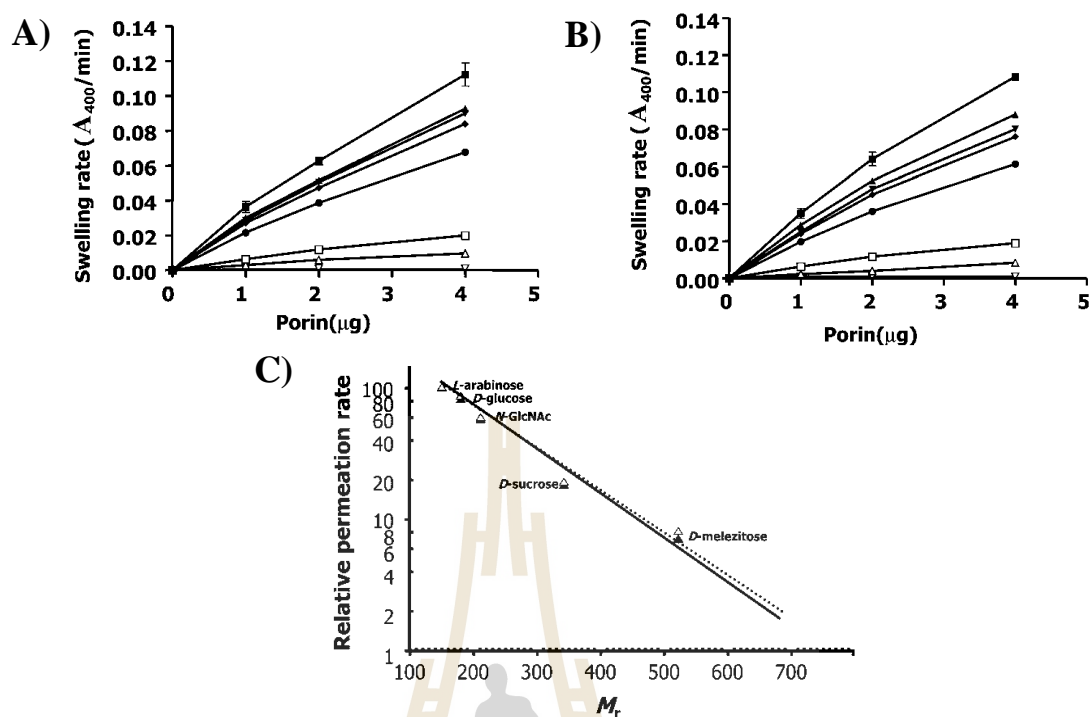 A)
Swelling rate (A400/min)
0.14
0.12
0.10
0.08
0.06
0.04
0.02
0.00
0 1 2 3 4 5
Porin(μg)
B)
Swelling rate (A400/min)
0.14
0.12
0.10
0.08
0.06
0.04
0.02
0.00
0 1 2 3 4 5
Porin(μg)
C)
Relative permeation rate
100
80
60
40
20
10
8
6
4
2
1
L-arabinose
D-glucose
N-GlcNAc
D-sucrose
D-melezitose
100 200 300 400 500 600 700
Mr